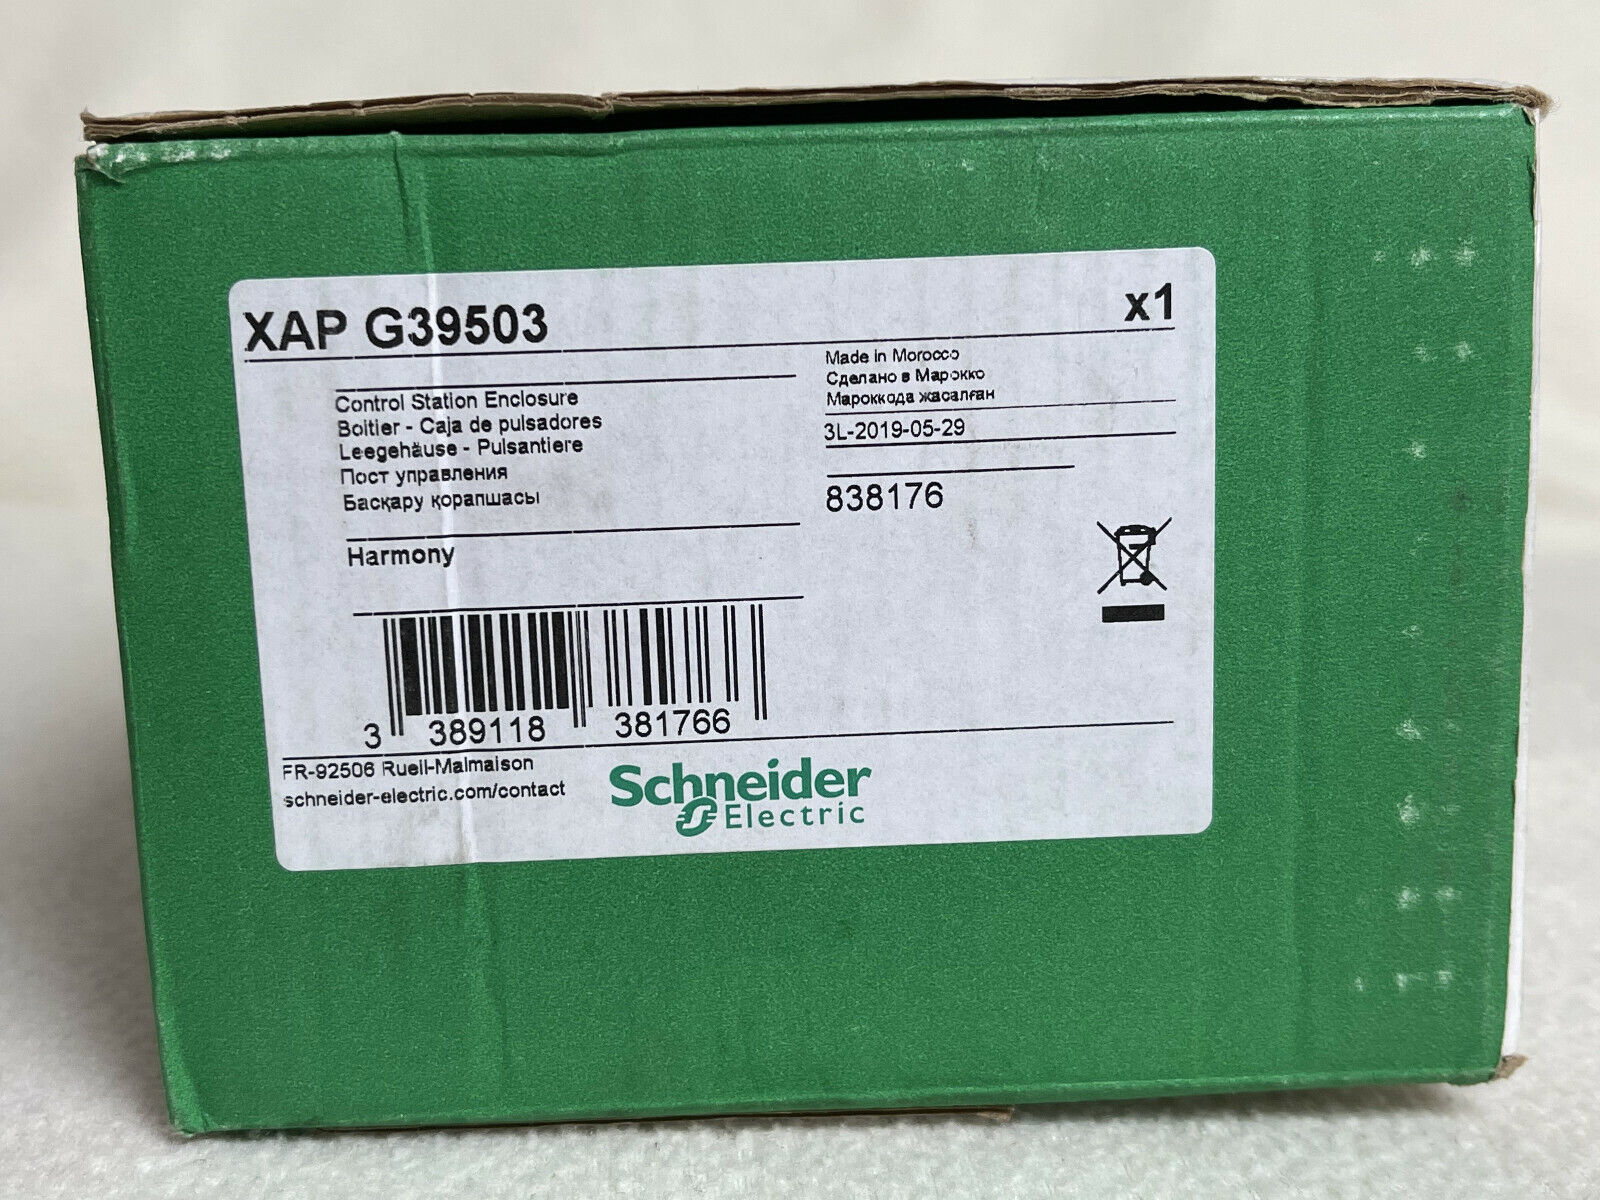 XAP G39503
x1
Control Station Enclosure
Boîtier - Caja de pulsadores
Leegehäuse - Pulsantiere
Пост управления
Басқару қорапшасы
Harmony
Made in Morocco
Сделано в Марокко
Мароккода жасалған
3L-2019-05-29
838176
3 389118 381766
FR-92506 Rueil-Malmaison
schneider-electric.com/contact
Schneider
Electric